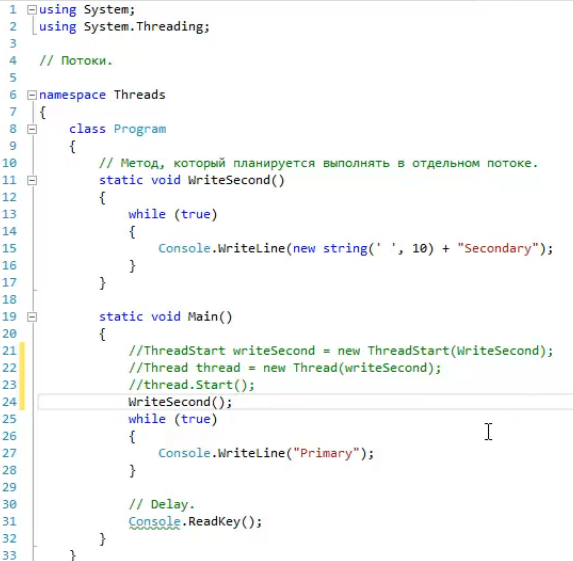 1 using System;
2 using System.Threading;
3
4 // Потоки.
5
6 namespace Threads
7 {
8 class Program
9 {
10 // Метод, который планируется выполнять в отдельном потоке.
11 static void WriteSecond()
12 {
13 while (true)
14 {
15 Console.WriteLine(new string(' ', 10) + "Secondary");
16 }
17 }
18
19 static void Main()
20 {
21 //ThreadStart writeSecond = new ThreadStart(WriteSecond);
22 //Thread thread = new Thread(writeSecond);
23 //thread.Start();
24 WriteSecond();
25 while (true)
26 {
27 Console.WriteLine("Primary");
28 }
29
30 // Delay.
31 Console.ReadKey();
32 }
33 }